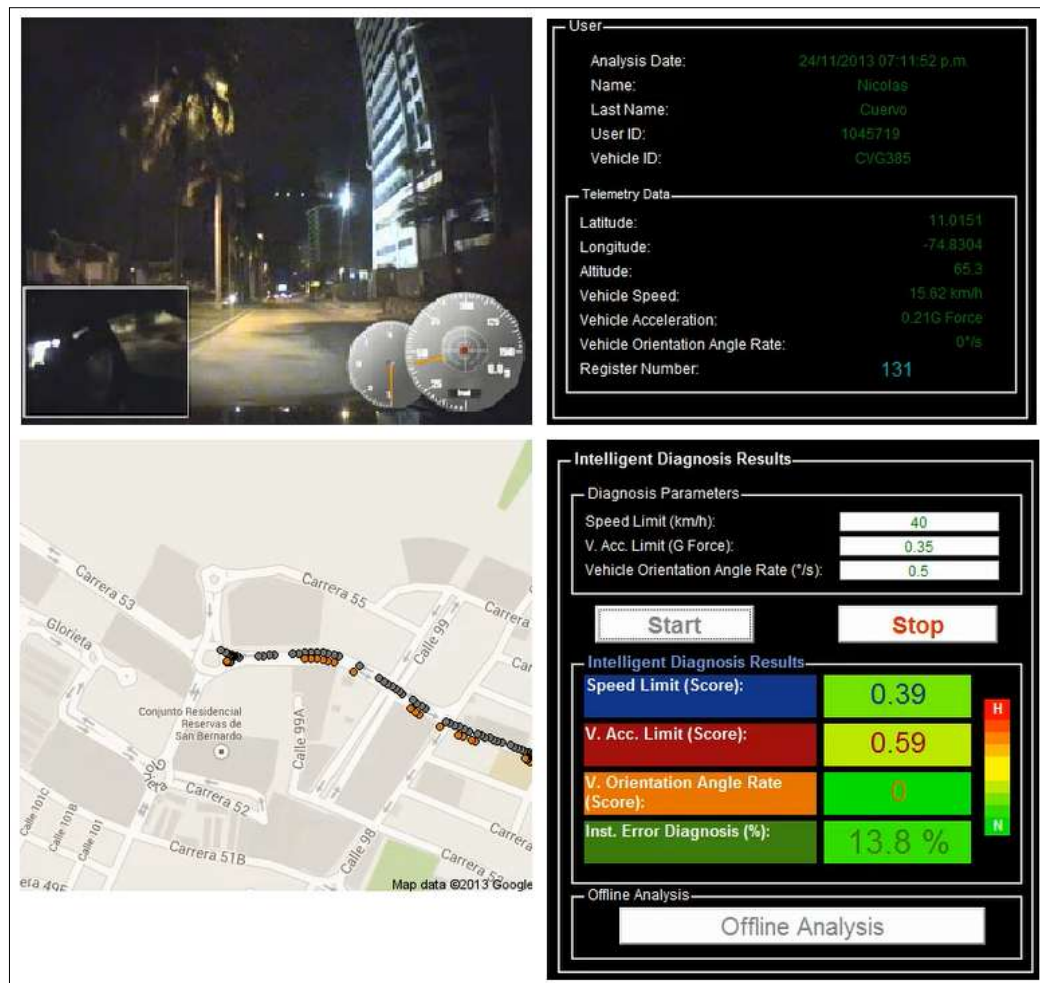 User
Analysis Date: 24/11/2013 07:11:52 p.m.
Name: Nicolas
Last Name: Cuervo
User ID: 1045719
Vehicle ID: CVG385
Telemetry Data
Latitude: 11.0151
Longitude: -74.8304
Altitude: 65.3
Vehicle Speed: 15.62 km/h
Vehicle Acceleration: 0.21G Force
Vehicle Orientation Angle Rate: 0°/s
Register Number: 131
Carrera 53
Glorieta
Carrera 55
Calle 99
Carrera
Conjunto Residencial
Reservas de
San Bernardo
Calle 99A
Glorieta
Carrera 52
Calle 101C
Calle 101B
Calle 101
Carrera 51B
Calle 98
era 49F
Map data ©2013 Google
Intelligent Diagnosis Results
Diagnosis Parameters
Speed Limit (km/h): 40
V. Acc. Limit (G Force): 0.35
Vehicle Orientation Angle Rate (°/s): 0.5
Start
Stop
Intelligent Diagnosis Results
Speed Limit (Score): 0.39
H
V. Acc. Limit (Score): 0.59
V. Orientation Angle Rate
(Score): 0
Inst. Error Diagnosis (%): 13.8 %
N
Offline Analysis
Offline Analysis